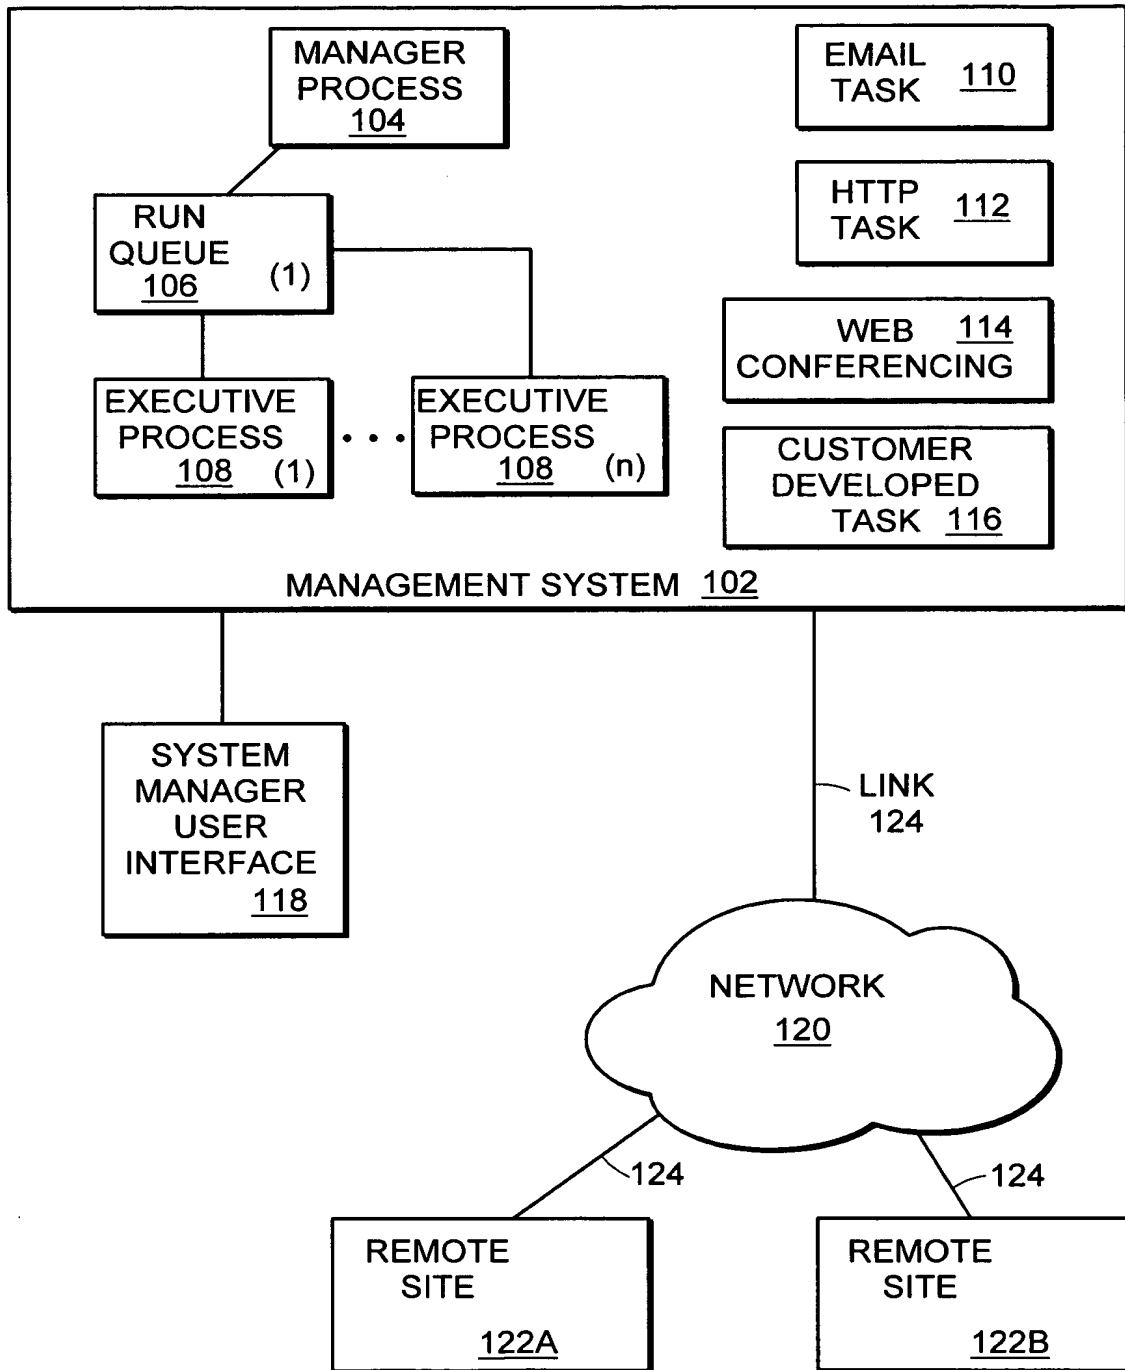 MANAGER
PROCESS
104
EMAIL
TASK 110
HTTP
TASK 112
RUN
QUEUE
106 (1)
WEB 114
CONFERENCING
EXECUTIVE
PROCESS
108 (1)
• • •
EXECUTIVE
PROCESS
108 (n)
CUSTOMER
DEVELOPED
TASK 116
MANAGEMENT SYSTEM 102
SYSTEM
MANAGER
USER
INTERFACE
118
LINK
124
NETWORK
120
124
124
REMOTE
SITE
122A
REMOTE
SITE
122B